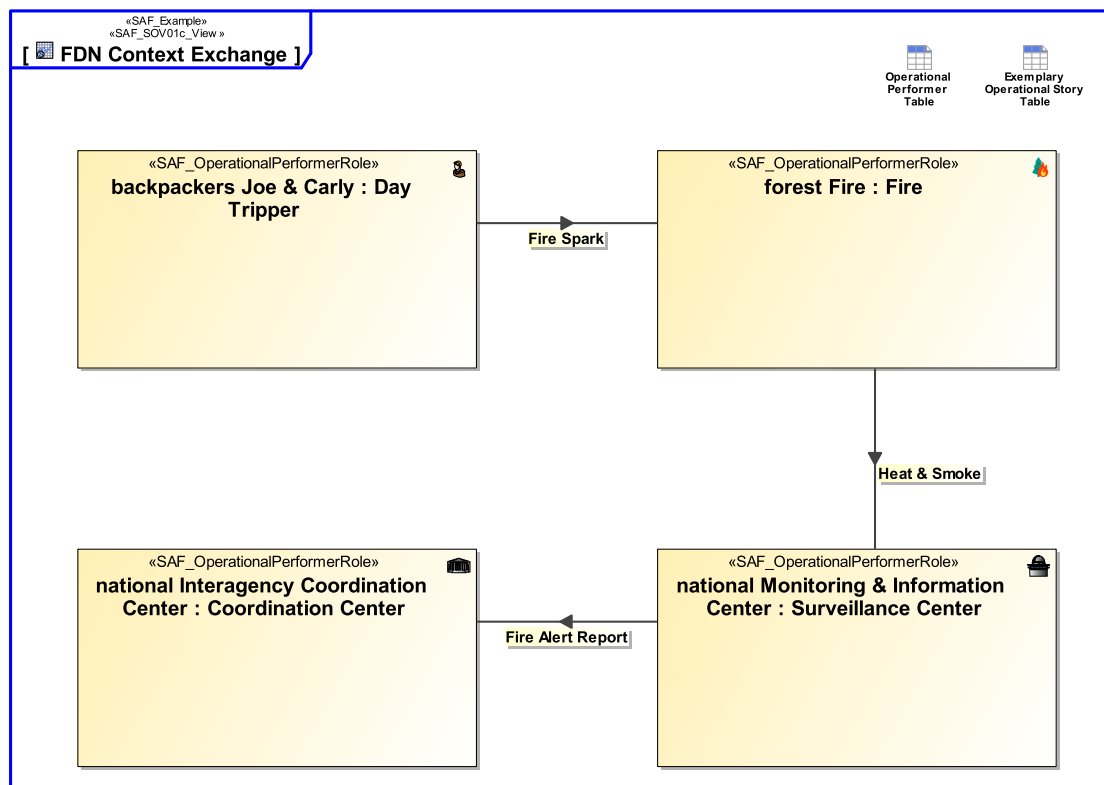 «SAF_Example»
«SAF_SOV01c_View »
[ FDN Context Exchange ]
Operational
Performer
Table
Exemplary
Operational Story
Table
«SAF_OperationalPerformerRole»
backpackers Joe & Carly : Day
Tripper
«SAF_OperationalPerformerRole»
forest Fire : Fire
Fire Spark
Heat & Smoke
«SAF_OperationalPerformerRole»
national Interagency Coordination
Center : Coordination Center
«SAF_OperationalPerformerRole»
national Monitoring & Information
Center : Surveillance Center
Fire Alert Report